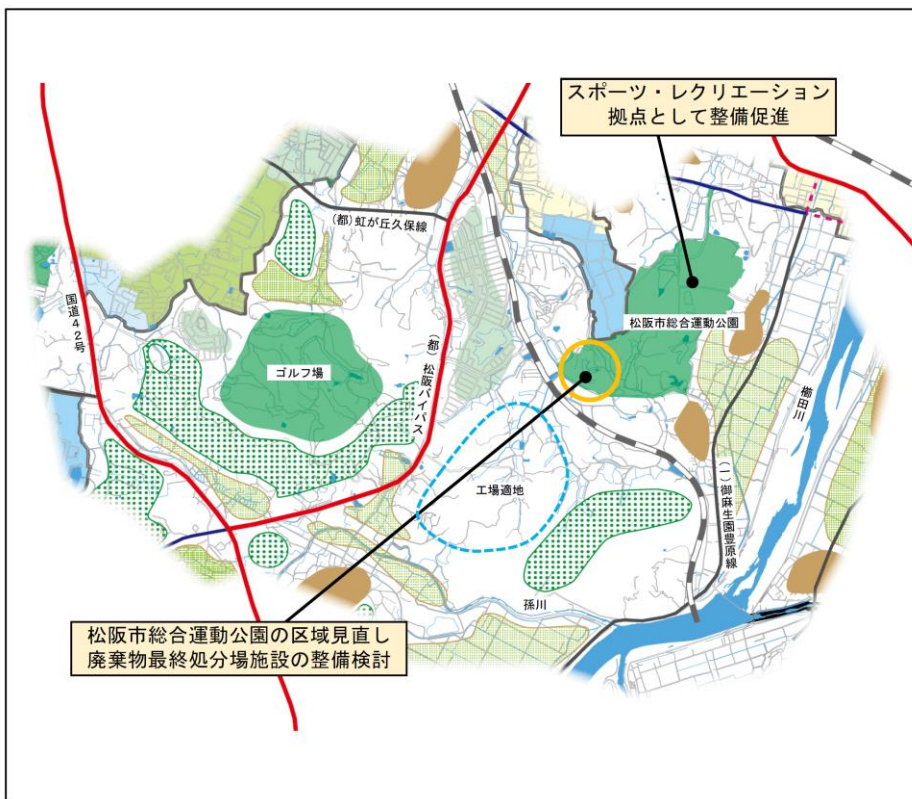 スポーツ・レクリエーション
拠点として整備促進
(都)虹が丘久保線
国道42号
松阪市総合運動公園
(都)松阪バイパス
ゴルフ場
櫛田川
工場適地
(一)御麻生園豊原線
孫川
松阪市総合運動公園の区域見直し
廃棄物最終処分場施設の整備検討